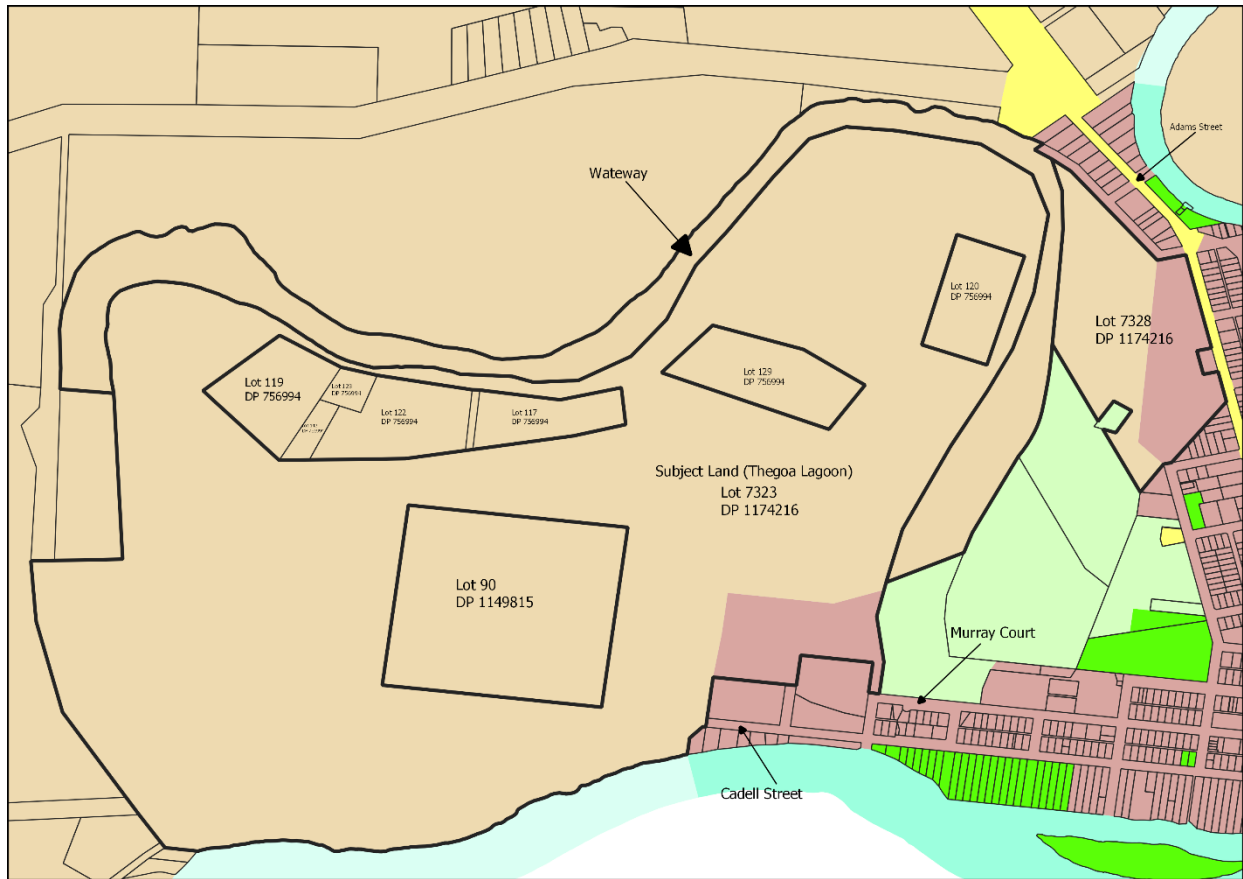 Adams Street
Wateway
Lot 120
DP 756994
Lot 7328
DP 1174216
Lot 129
DP 756994
Lot 119
DP 756994
DP 756994
Lot 122
DP 756994
Lot 117
DP 756994
Subject Land (Thegoa Lagoon)
Lot 7323
DP 1174216
Lot 90
DP 1149815
Murray Court
Cadell Street